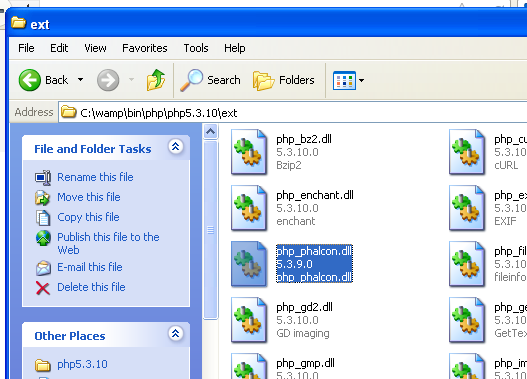 ext
File Edit View Favorites Tools Help
Back Search Folders
Address C:\wamp\bin\php\php5.3.10\ext
File and Folder Tasks
Rename this file
Move this file
Copy this file
Publish this file to the
Web
E-mail this file
Delete this file
Other Places
php5.3.10
php_bz2.dll
5.3.10.0
Bzip2
php_enchant.dll
5.3.10.0
enchant
php_phalcon.dll
5.3.9.0
php_phalcon.dll
php_gd2.dll
5.3.10.0
GD imaging
php_gmp.dll
5.3.10.0
php_cu
5.3.10
cURL
php_ex
5.3.10
EXIF
php_file
5.3.10
fileinfo
php_ge
5.3.10
GetTex
php_im
5.3.10